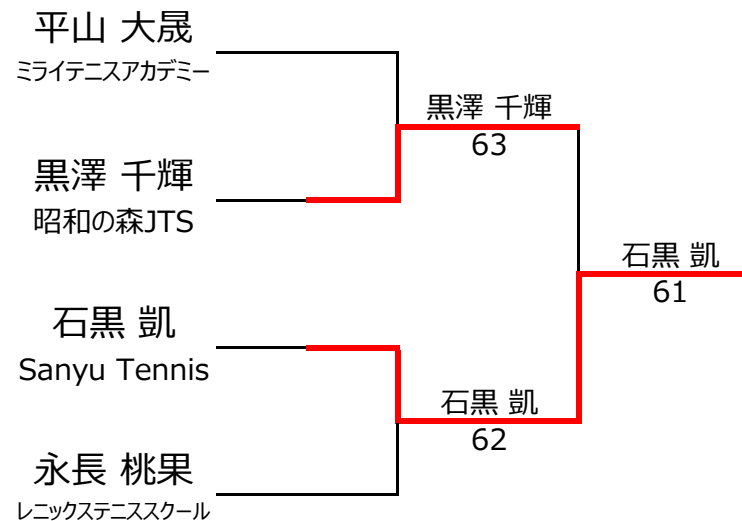 平山 大晟
ミライテニスアカデミー
黒澤 千輝
63
黒澤 千輝
昭和の森JTS
石黒 凱
61
石黒 凱
Sanyu Tennis
石黒 凱
62
永長 桃果
レニックステニススクール